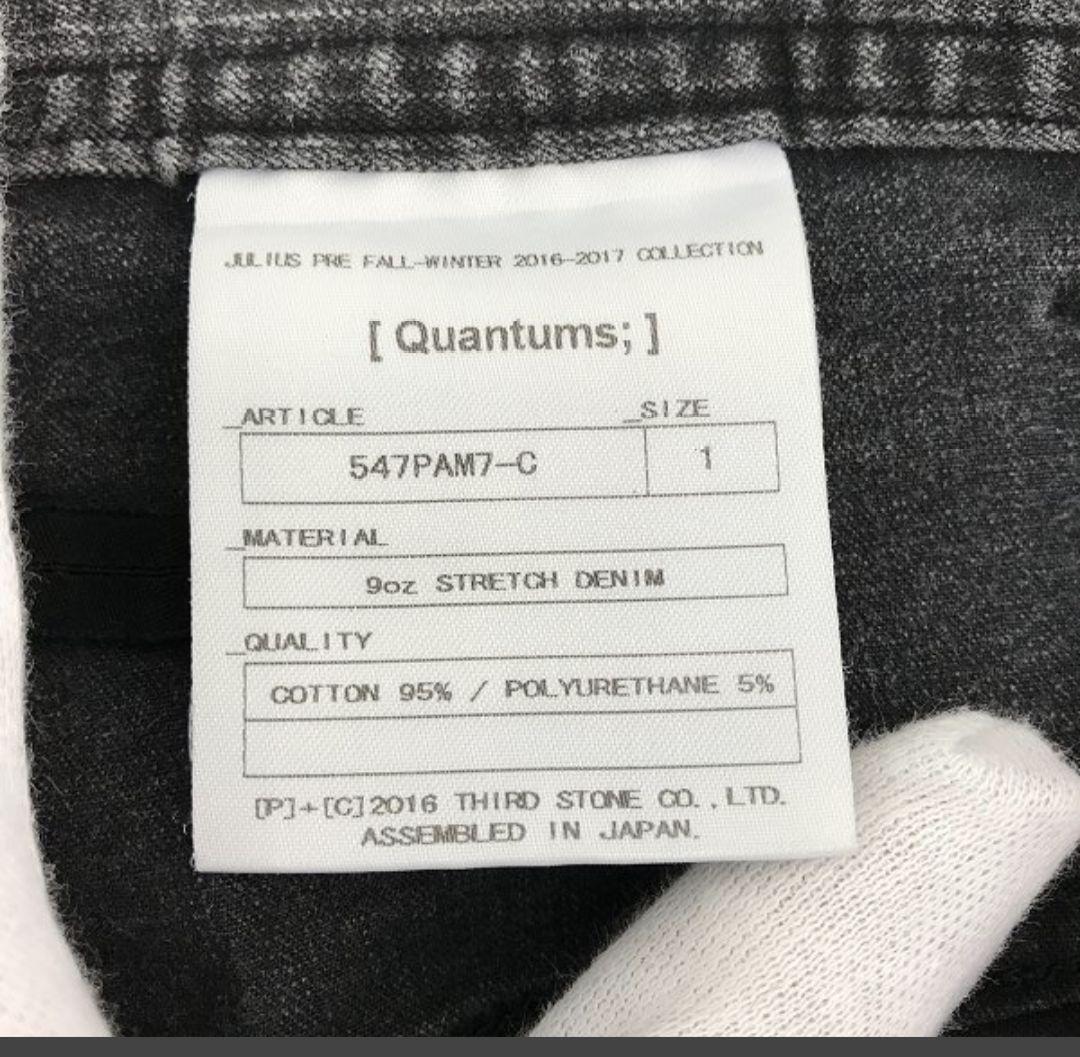 JULIUS PRE FALL-WINTER 2016-2017 COLLECTION
[ Quantums; ]
_ARTICLE _SIZE
547PAM7-C 1
_MATERIAL
9oz STRETCH DENIM
_QUALITY
COTTON 95% / POLYURETHANE 5%
[P]+[C]2016 THIRD STONE CO.,LTD.
ASSEMBLED IN JAPAN.